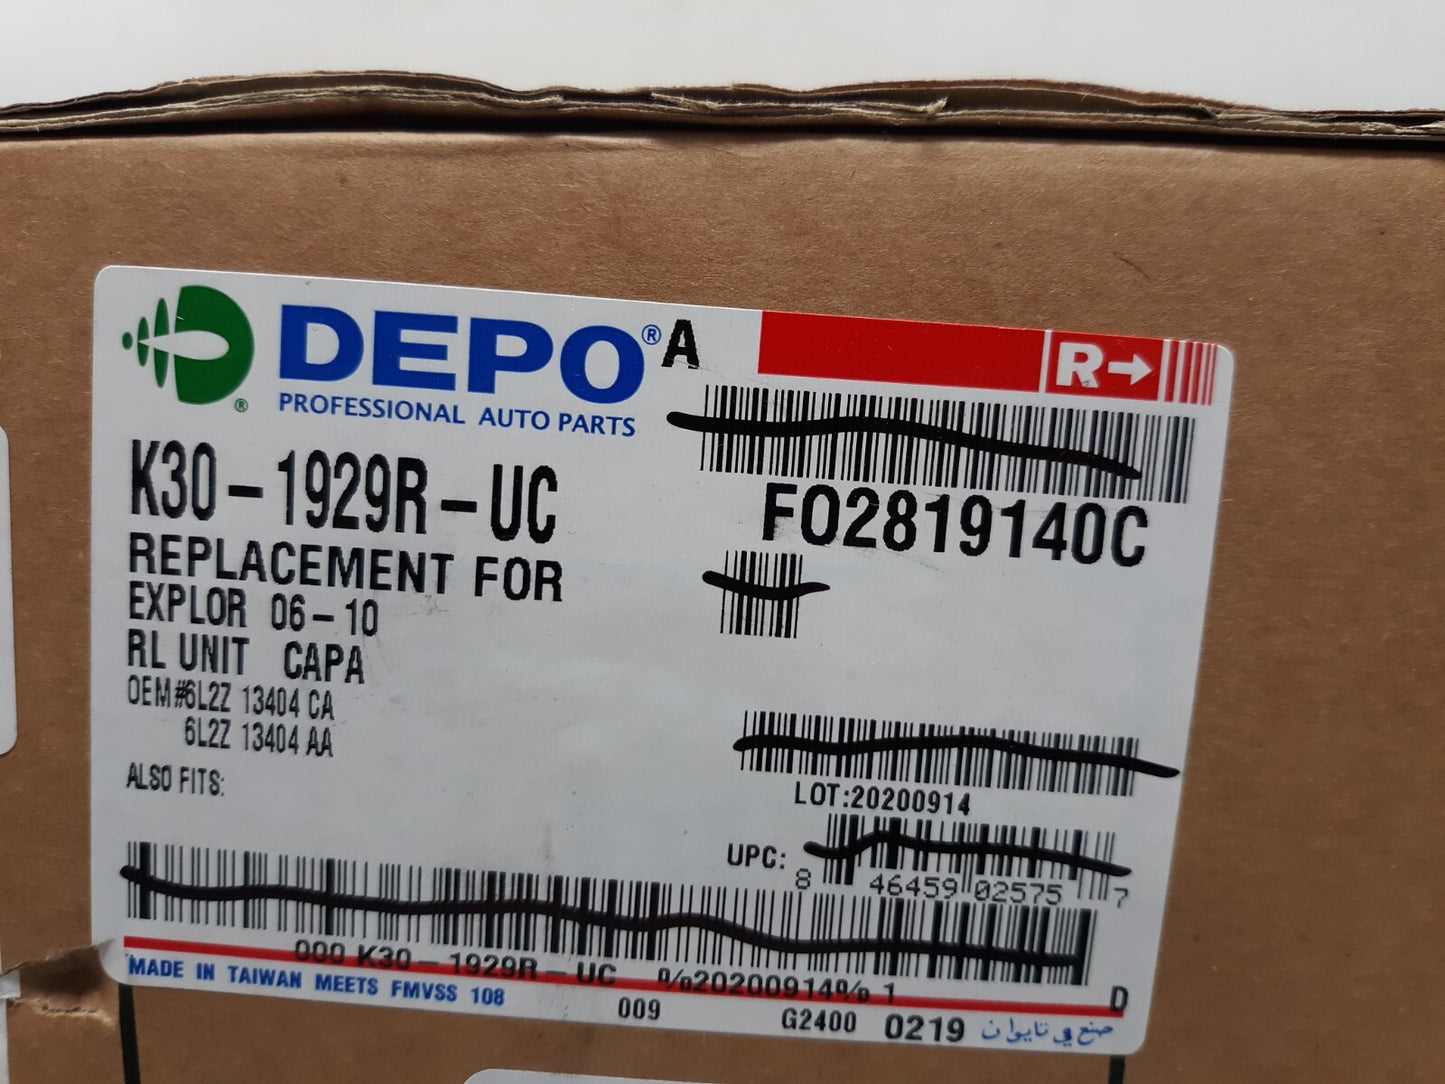 DEPO® A
R→
PROFESSIONAL AUTO PARTS
®
K30-1929R-UC
FO2819140C
REPLACEMENT FOR
EXPLOR 06-10
RL UNIT CAPA
OEM#6L2Z 13404 CA
6L2Z 13404 AA
ALSO FITS:
LOT:20200914
UPC:
8 46459 02575 7
000 K30-1929R-UC %20200914% 1
MADE IN TAIWAN MEETS FMVSS 108
D
009
G2400 0219 صنع في تايوان